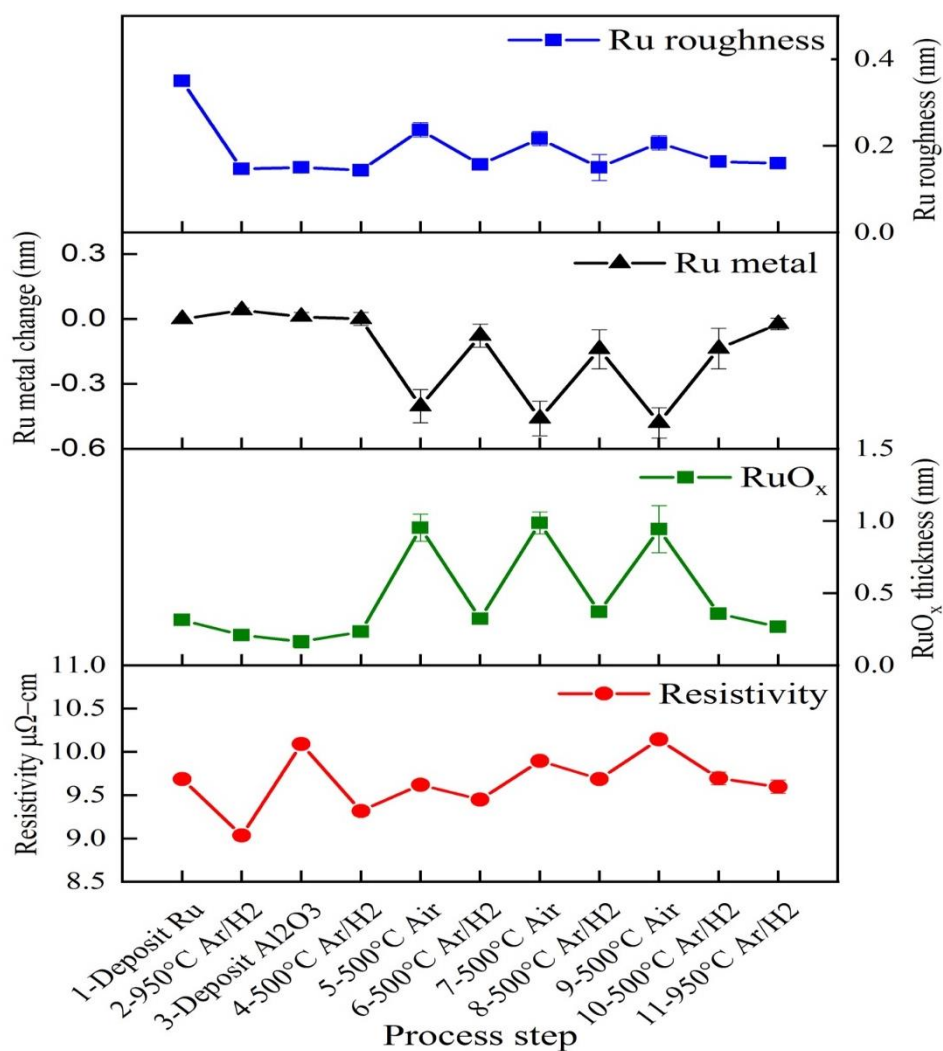 Ru roughness
0.4
0.2
0.0
Ru roughness (nm)
Ru metal
0.3
0.0
-0.3
-0.6
Ru metal change (nm)
RuOₓ
1.5
1.0
0.5
0.0
RuOₓ thickness (nm)
Resistivity
11.0
10.5
10.0
9.5
9.0
8.5
Resistivity μΩ–cm
1-Deposit Ru
2-950°C Ar/H2
3-Deposit Al2O3
4-500°C Ar/H2
5-500°C Air
6-500°C Ar/H2
7-500°C Air
8-500°C Ar/H2
9-500°C Air
10-500°C Ar/H2
11-950°C Ar/H2
Process step